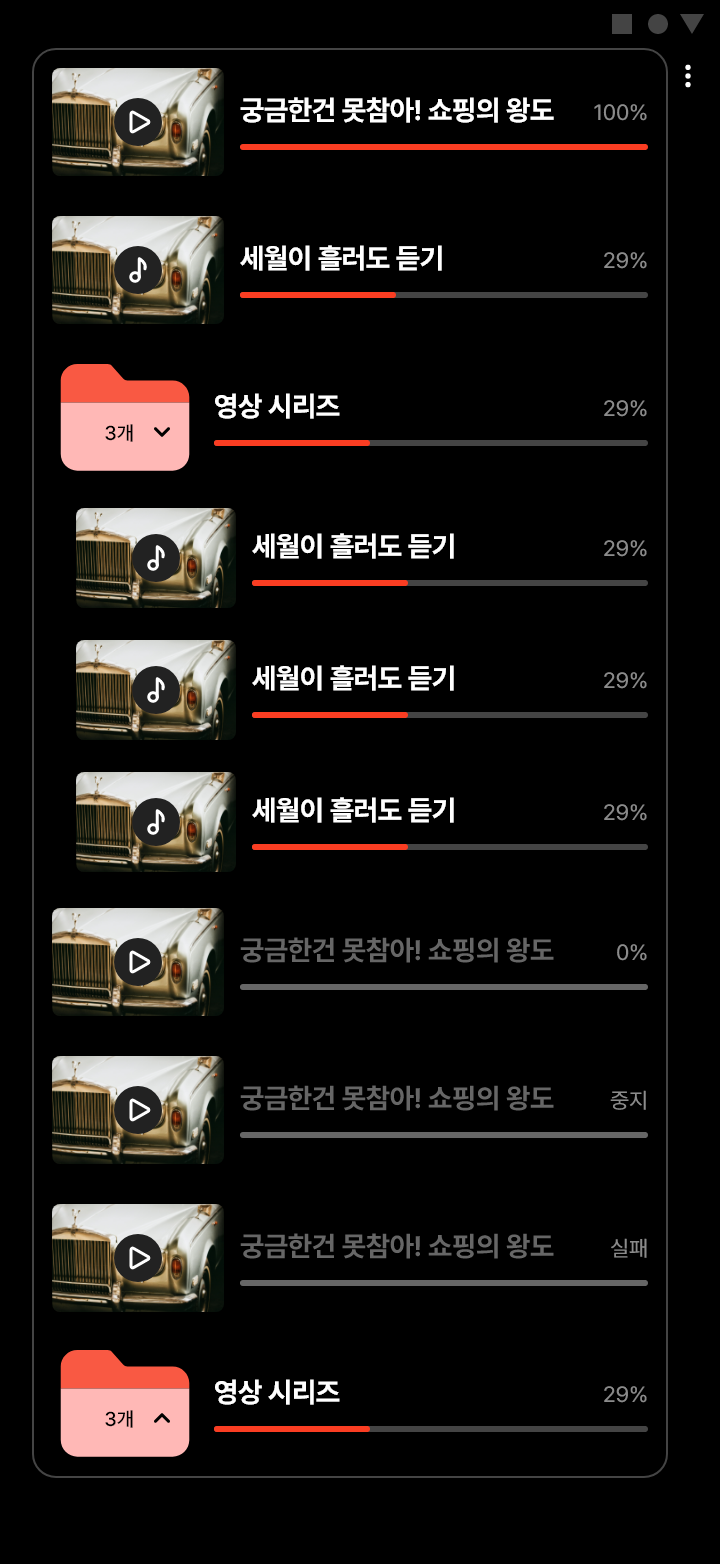 궁금한건 못참아! 쇼핑의 왕도 100%
세월이 흘러도 듣기 29%
영상 시리즈 29%
3개
세월이 흘러도 듣기 29%
세월이 흘러도 듣기 29%
세월이 흘러도 듣기 29%
궁금한건 못참아! 쇼핑의 왕도 0%
궁금한건 못참아! 쇼핑의 왕도 중지
궁금한건 못참아! 쇼핑의 왕도 실패
영상 시리즈 29%
3개